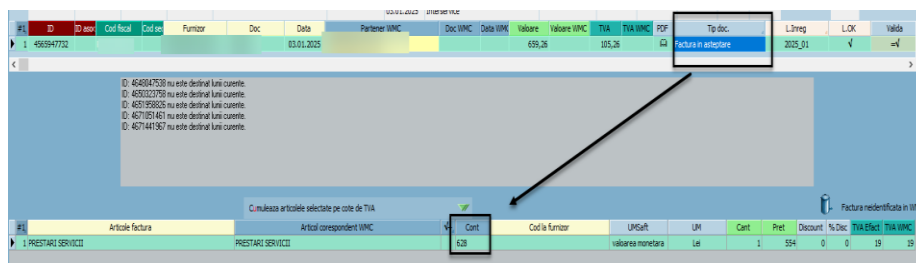 03.01.2025 Interservice
#1 ID ID asoc Cod fiscal Cod sec Furnizor Doc Data Partener WMC Doc WMC Data WMC Valoare Valoare WMC TVA TVA WMC PDF Tip doc. L.Inreg L.OK Valida
1 4565947732 03.01.2025 659,26 105,26 Factura in asteptare 2025_01 √ =√
ID: 4648047538 nu este destinat lunii curente.
ID: 4650323758 nu este destinat lunii curente.
ID: 4651958826 nu este destinat lunii curente.
ID: 4671051461 nu este destinat lunii curente.
ID: 4671441967 nu este destinat lunii curente.
Cumuleaza articolele selectate pe cote de TVA Factura neidentificata in
#1 Articole factura Articol corespondent WMC √ Cont Cod la furnizor UMSaft UM Cant Pret Discount % Disc TVA Efact TVA WMC
1 PRESTARI SERVICII PRESTARI SERVICII 628 valoarea monetara Lei 1 554 0 0 19 19